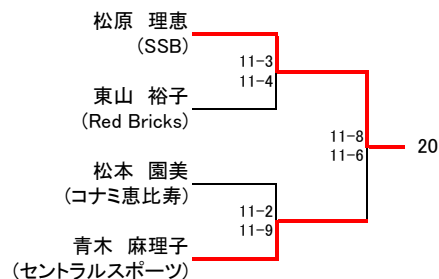 松原　理恵
(SSB)
11-3
11-4
東山　裕子
(Red Bricks)
11-8
11-6
20
松本　園美
(コナミ恵比寿)
11-2
11-9
青木　麻理子
(セントラルスポーツ)